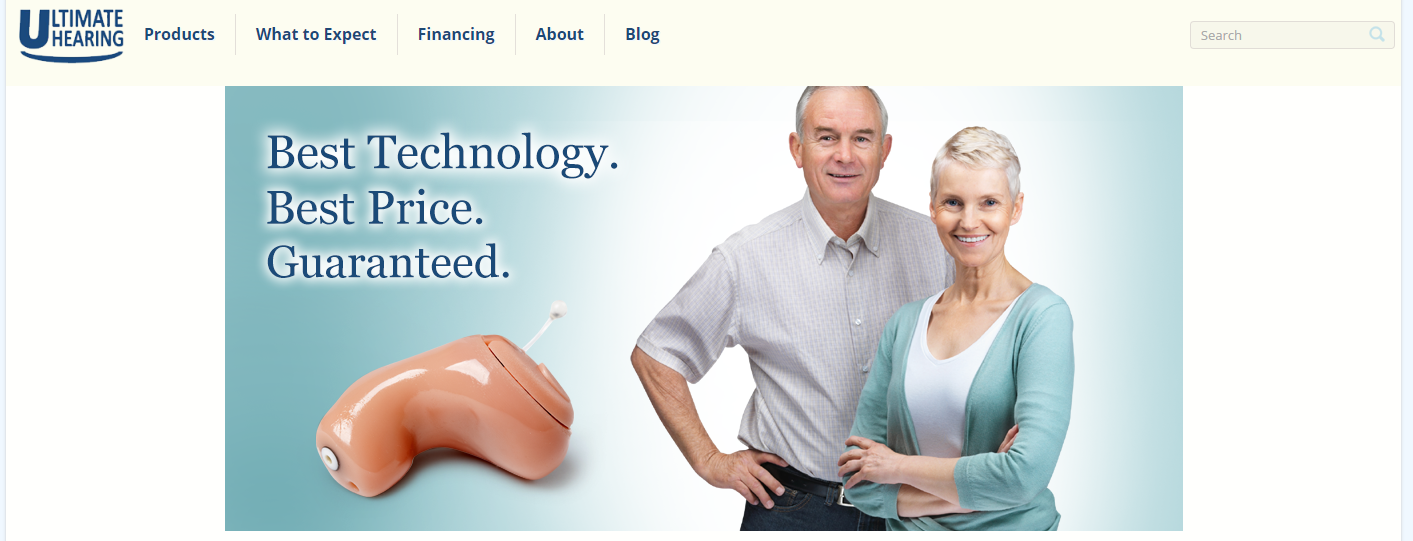 ULTIMATE
HEARING
Products
What to Expect
Financing
About
Blog
Search
Best Technology.
Best Price.
Guaranteed.